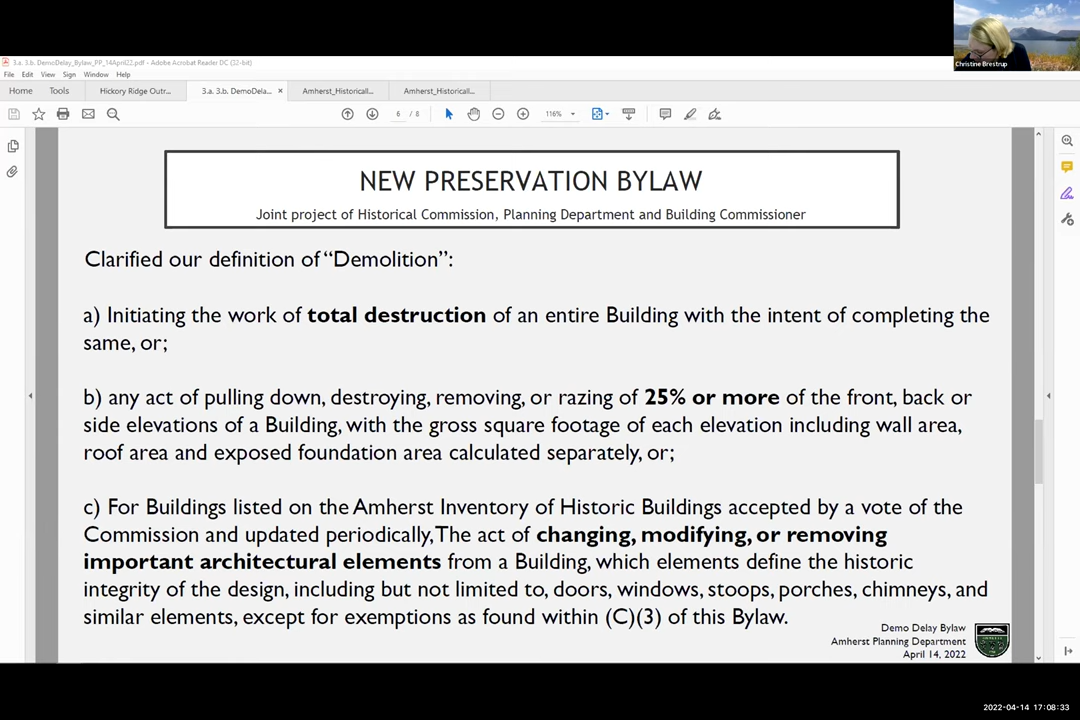 Christine Brestrup
3.a. 3.b. DemoDelay_Bylaw_PP_14April22.pdf - Adobe Acrobat Reader DC (32-bit)
File Edit View Sign Window Help
Home Tools Hickory Ridge Outr... 3.a. 3.b. DemoDela... × Amherst_Historicall... Amherst_Historicall...
6 / 8 116%
NEW PRESERVATION BYLAW
Joint project of Historical Commission, Planning Department and Building Commissioner
Clarified our definition of “Demolition”:
a) Initiating the work of total destruction of an entire Building with the intent of completing the
same, or;
b) any act of pulling down, destroying, removing, or razing of 25% or more of the front, back or
side elevations of a Building, with the gross square footage of each elevation including wall area,
roof area and exposed foundation area calculated separately, or;
c) For Buildings listed on the Amherst Inventory of Historic Buildings accepted by a vote of the
Commission and updated periodically, The act of changing, modifying, or removing
important architectural elements from a Building, which elements define the historic
integrity of the design, including but not limited to, doors, windows, stoops, porches, chimneys, and
similar elements, except for exemptions as found within (C)(3) of this Bylaw.
Demo Delay Bylaw
Amherst Planning Department
April 14, 2022
2022-04-14 17:08:33